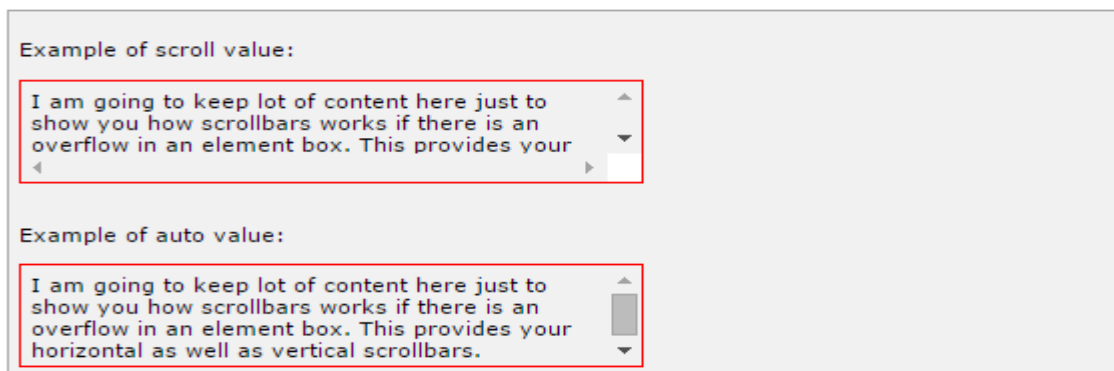 Example of scroll value:
I am going to keep lot of content here just to
show you how scrollbars works if there is an
overflow in an element box. This provides your
Example of auto value:
I am going to keep lot of content here just to
show you how scrollbars works if there is an
overflow in an element box. This provides your
horizontal as well as vertical scrollbars.